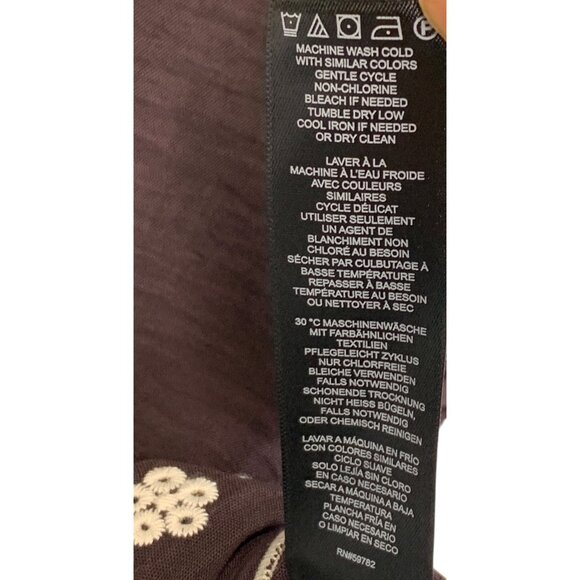 MACHINE WASH COLD
WITH SIMILAR COLORS
GENTLE CYCLE
NON-CHLORINE
BLEACH IF NEEDED
TUMBLE DRY LOW
COOL IRON IF NEEDED
OR DRY CLEAN
LAVER À LA
MACHINE À L'EAU FROIDE
AVEC COULEURS
SIMILAIRES
CYCLE DÉLICAT
UTILISER SEULEMENT
UN AGENT DE
BLANCHIMENT NON
CHLORÉ AU BESOIN
SÉCHER PAR CULBUTAGE À
BASSE TEMPÉRATURE
REPASSER À BASSE
TEMPÉRATURE AU BESOIN
OU NETTOYER À SEC
30 °C MASCHINENWÄSCHE
MIT FARBÄHNLICHEN
TEXTILIEN
PFLEGELEICHT ZYKLUS
NUR CHLORFREIE
BLEICHE VERWENDEN
FALLS NOTWENDIG
SCHONENDE TROCKNUNG
NICHT HEISS BÜGELN,
FALLS NOTWENDIG
ODER CHEMISCH REINIGEN
LAVAR A MÁQUINA EN FRÍO
CON COLORES SIMILARES
CICLO SUAVE
SOLO LEJÍA SIN CLORO
EN CASO NECESARIO
SECAR A MÁQUINA A BAJA
TEMPERATURA
PLANCHA FRÍA EN
CASO NECESARIO
O LIMPIAR EN SECO
RN#59782